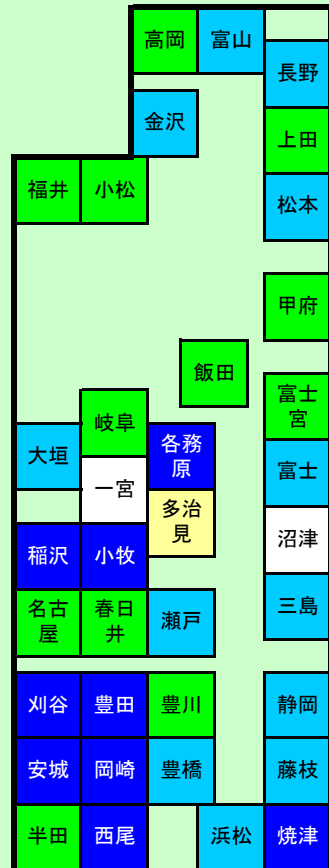 高岡
富山
長野
金沢
上田
福井
小松
松本
甲府
飯田
岐阜
富士
宮
大垣
各務
原
富士
一宮
多治
見
沼津
稲沢
小牧
名古
屋
春日
井
瀬戸
三島
刈谷
豊田
豊川
静岡
安城
岡崎
豊橋
藤枝
半田
西尾
浜松
焼津